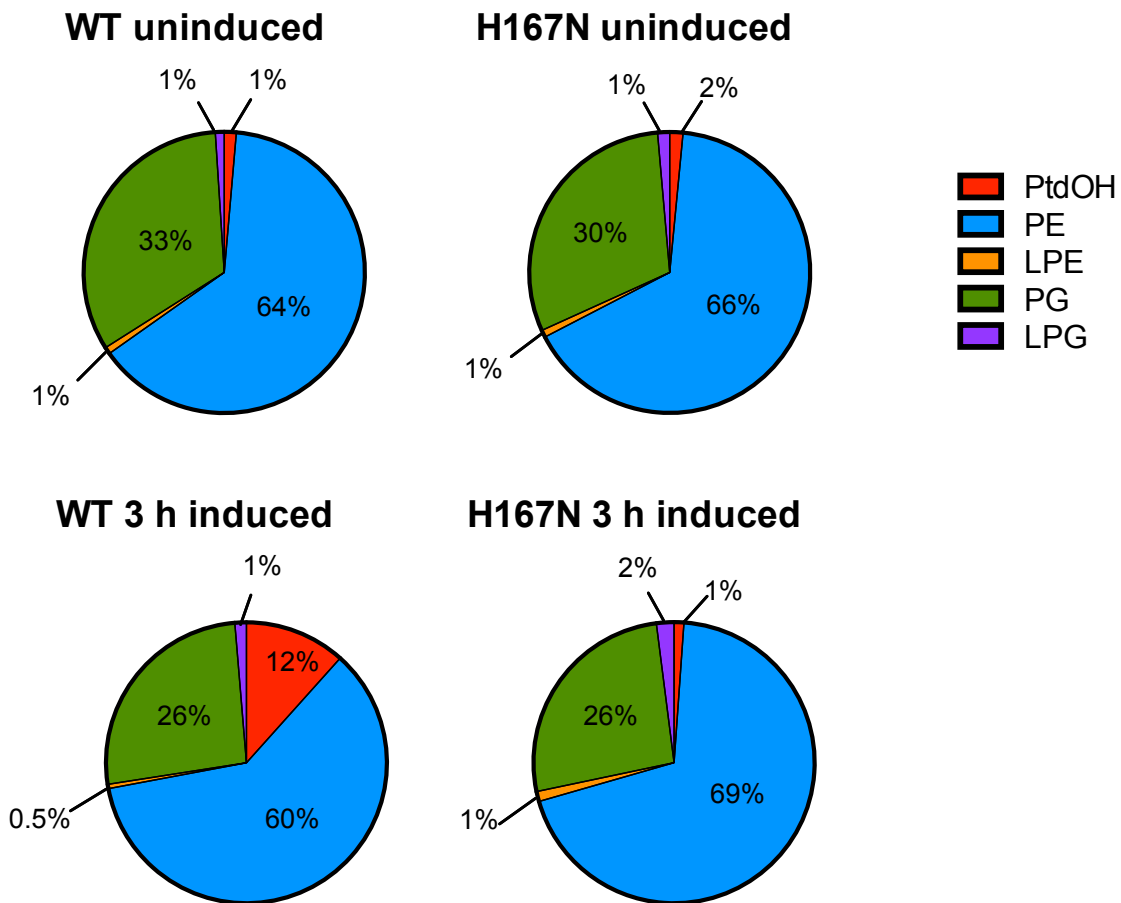 WT uninduced
1%
1%
33%
64%
1%
H167N uninduced
1%
2%
30%
66%
1%
PtdOH
PE
LPE
PG
LPG
WT 3 h induced
1%
12%
26%
60%
0.5%
H167N 3 h induced
2%
1%
26%
69%
1%